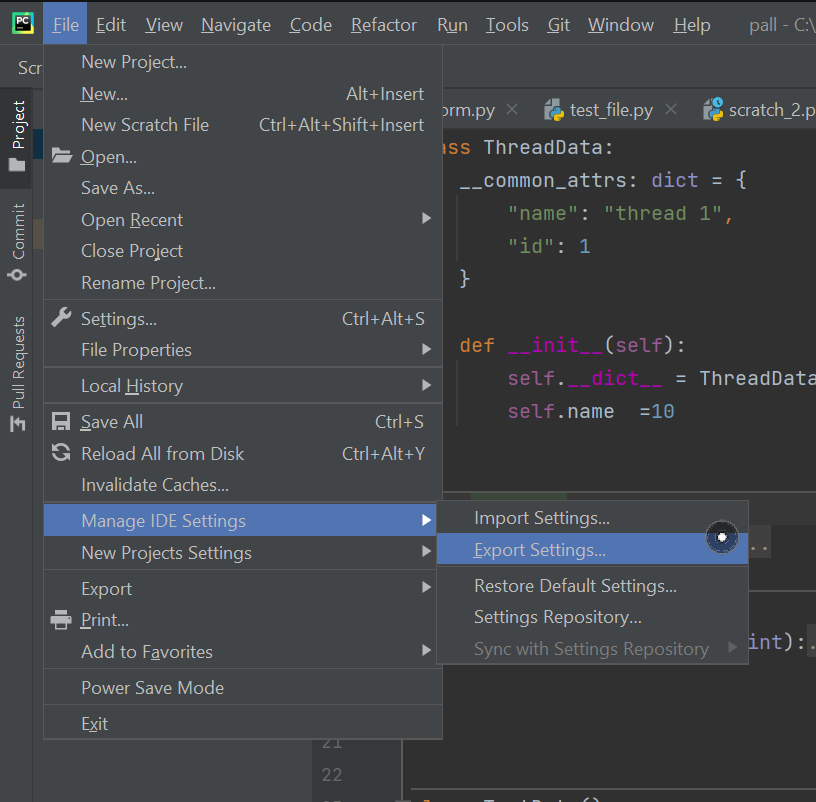 PC File Edit View Navigate Code Refactor Run Tools Git Window Help pall - C:\
Scr
Project
Commit
Pull Requests
New Project...
New... Alt+Insert
New Scratch File Ctrl+Alt+Shift+Insert
Open...
Save As...
Open Recent
Close Project
Rename Project...
Settings... Ctrl+Alt+S
File Properties
Local History
Save All Ctrl+S
Reload All from Disk Ctrl+Alt+Y
Invalidate Caches...
Manage IDE Settings
New Projects Settings
Export
Print...
Add to Favorites
Power Save Mode
Exit
Import Settings...
Export Settings...
Restore Default Settings...
Settings Repository...
Sync with Settings Repository
orm.py test_file.py scratch_2.p
ass ThreadData:
__common_attrs: dict = {
"name": "thread 1",
"id": 1
}
def __init__(self):
self.__dict__ = ThreadData
self.name =10
..
int):.
21
22